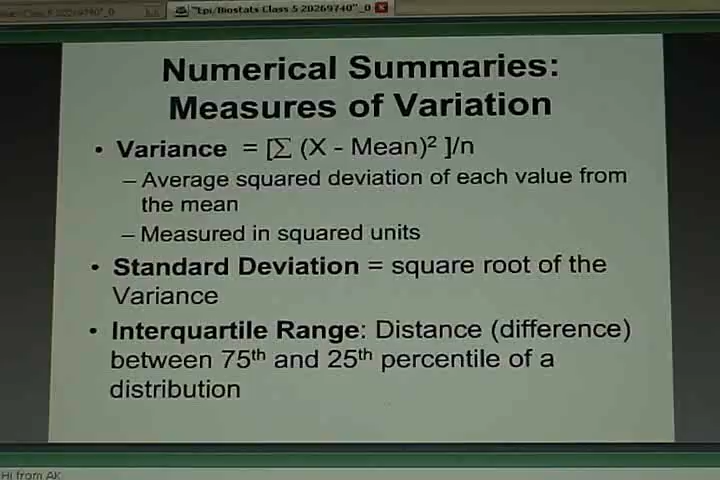 "Epi/Biostats Class 5 20269740"_0
Numerical Summaries:
Measures of Variation
• Variance = [∑ (X - Mean)² ]/n
– Average squared deviation of each value from
the mean
– Measured in squared units
• Standard Deviation = square root of the
Variance
• Interquartile Range: Distance (difference)
between 75th and 25th percentile of a
distribution
Hi from AK